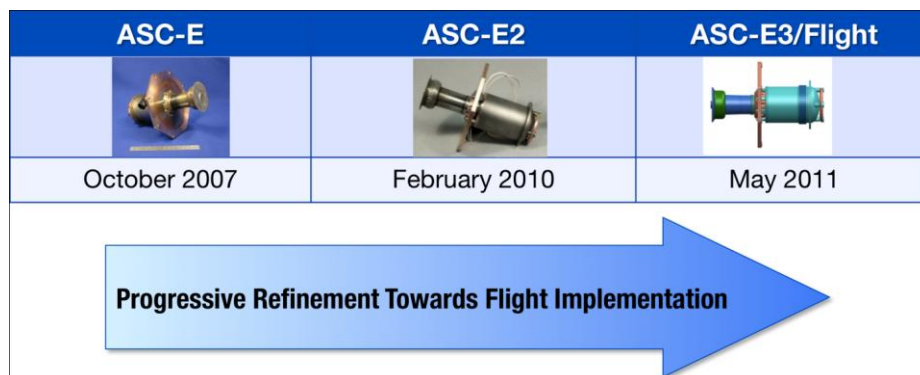 ASC-E
ASC-E2
ASC-E3/Flight
October 2007
February 2010
May 2011
Progressive Refinement Towards Flight Implementation